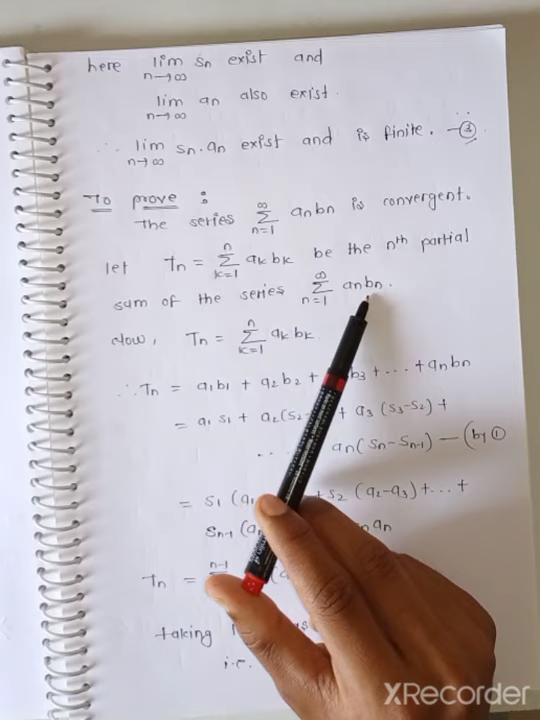 here lim n→∞ sn exist and
lim n→∞ an also exist.
∴ lim n→∞ sn.an exist and is finite. —③
To prove :
The series ∞ Σ n=1 anbn is convergent.
let Tn = n Σ k=1 akbk be the nth partial
sum of the series ∞ Σ n=1 anbn.
Now, Tn = n Σ k=1 akbk.
∴ Tn = a1b1 + a2b2 + b3 + ... + anbn
= a1s1 + a2(s2- + a3(s3-s2) +
.... an(sn-sn-1) — (by ①
= s1(a1 +s2(a2-a3) +...+
sn-1(an an
Tn = n-1
taking
i.e.
XRecorder